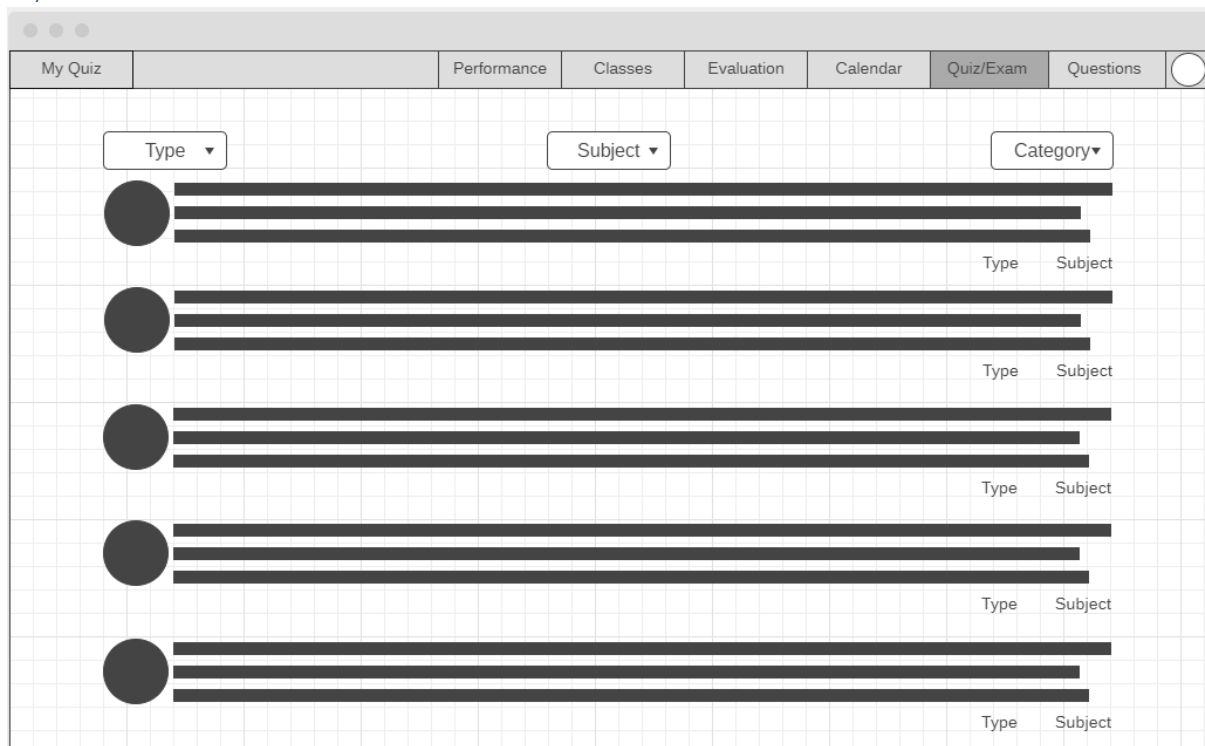 My Quiz Performance Classes Evaluation Calendar Quiz/Exam Questions
Type Subject Category
Type Subject
Type Subject
Type Subject
Type Subject
Type Subject